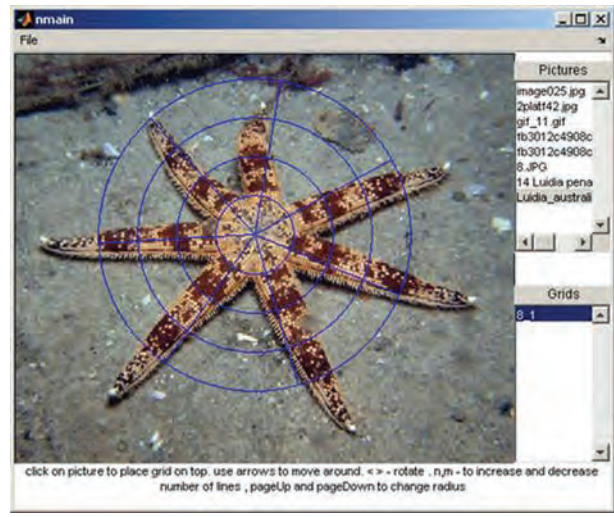 nmain
File
Pictures
image025.jpg
2platf42.jpg
gif_11.gif
fb3012c4908c
fb3012c4908c
8.JPG
14 Luidia pena
Luidia_australi
Grids
8_1
click on picture to place grid on top. use arrows to move around. < > - rotate . n,m - to increase and decrease
number of lines , pageUp and pageDown to change radius